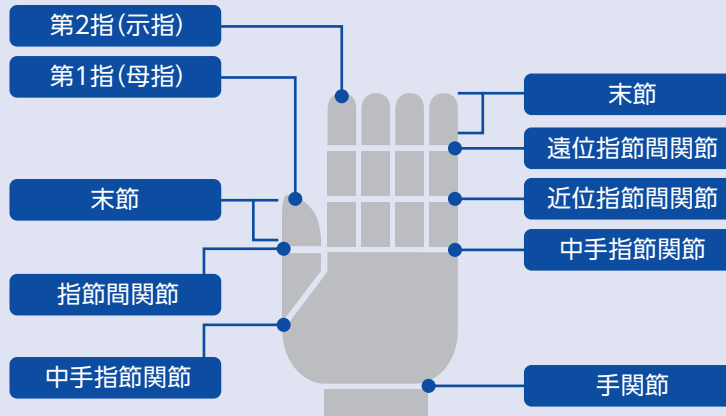 第2指(示指)
第1指(母指)
末節
指節間関節
中手指節関節
末節
遠位指節間関節
近位指節間関節
中手指節関節
手関節